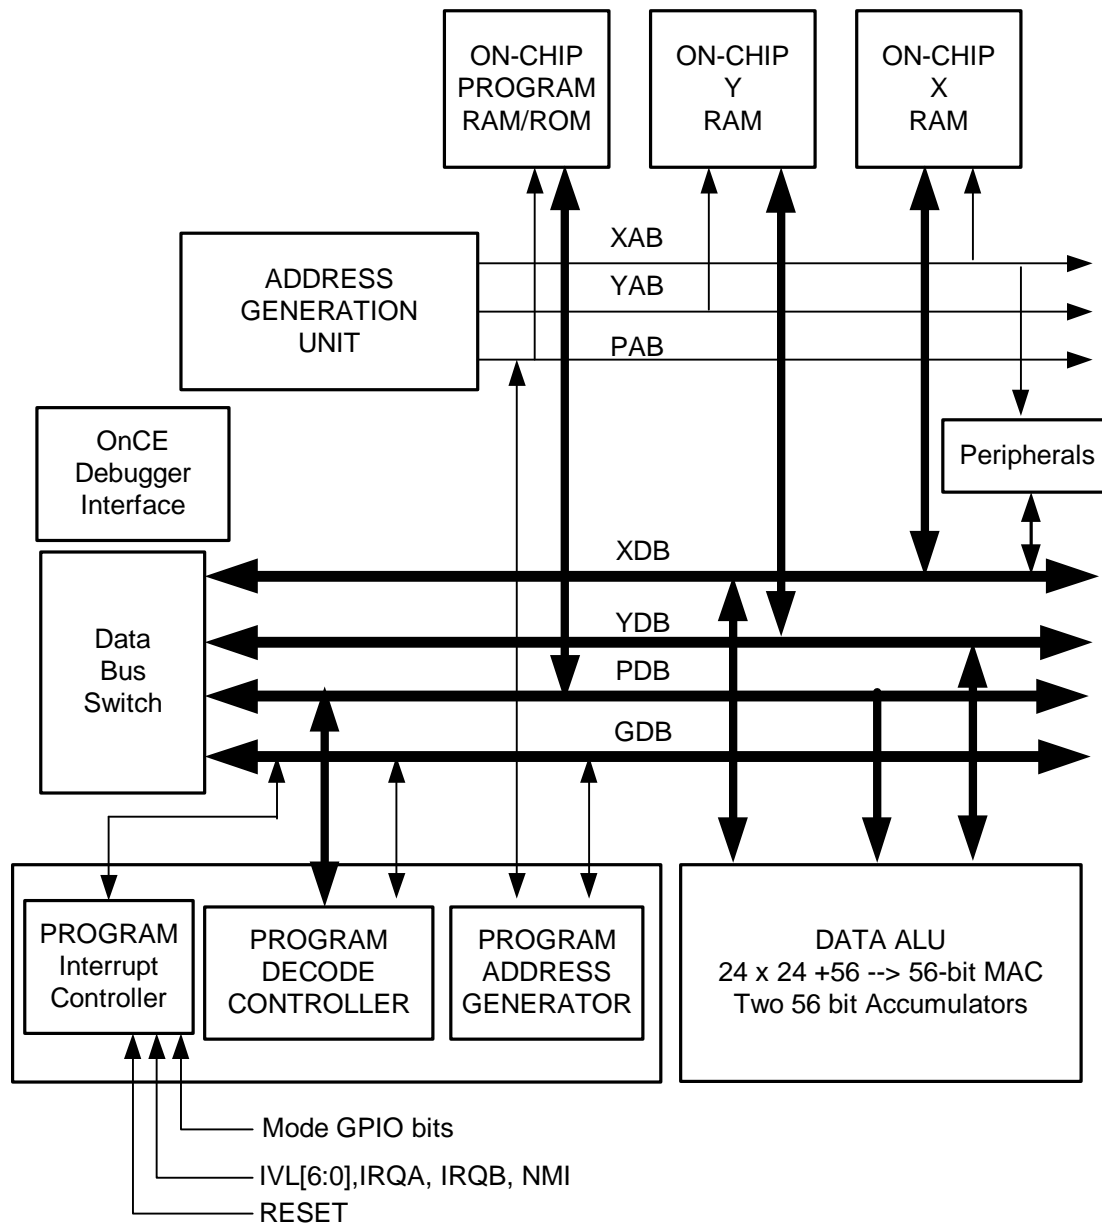 ON-CHIP
PROGRAM
RAM/ROM
ON-CHIP
Y
RAM
ON-CHIP
X
RAM
ADDRESS
GENERATION
UNIT
XAB
YAB
PAB
OnCE
Debugger
Interface
Peripherals
Data
Bus
Switch
XDB
YDB
PDB
GDB
PROGRAM
Interrupt
Controller
PROGRAM
DECODE
CONTROLLER
PROGRAM
ADDRESS
GENERATOR
DATA ALU
24 x 24 +56 --> 56-bit MAC
Two 56 bit Accumulators
Mode GPIO bits
IVL[6:0],IRQA, IRQB, NMI
RESET